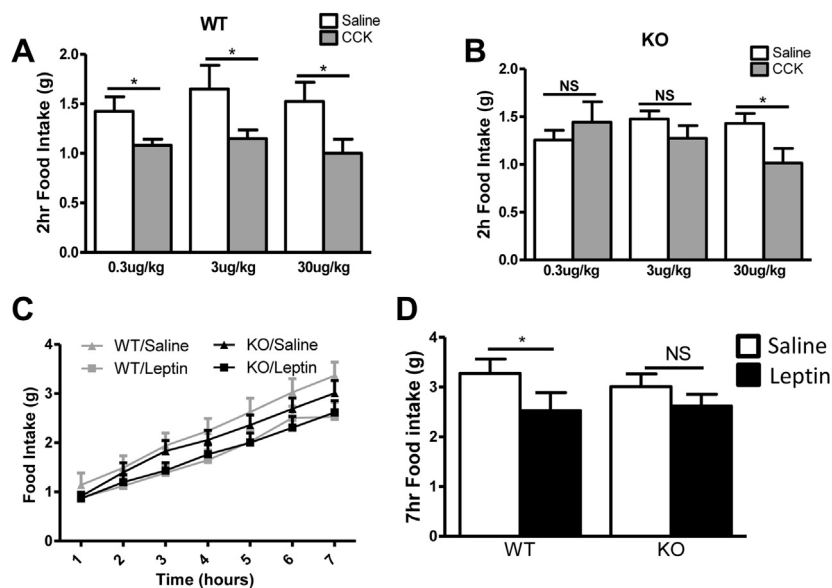 A
WT
Saline
CCK
2hr Food Intake (g)
2.0
1.5
1.0
0.5
0.0
*
*
*
0.3ug/kg
3ug/kg
30ug/kg
B
KO
Saline
CCK
2h Food Intake (g)
2.0
1.5
1.0
0.5
0.0
NS
NS
*
0.3ug/kg
3ug/kg
30ug/kg
C
WT/Saline
KO/Saline
WT/Leptin
KO/Leptin
Food Intake (g)
4
3
2
1
0
1
2
3
4
5
6
7
Time (hours)
D
Saline
Leptin
7hr Food intake (g)
4
3
2
1
0
*
NS
WT
KO